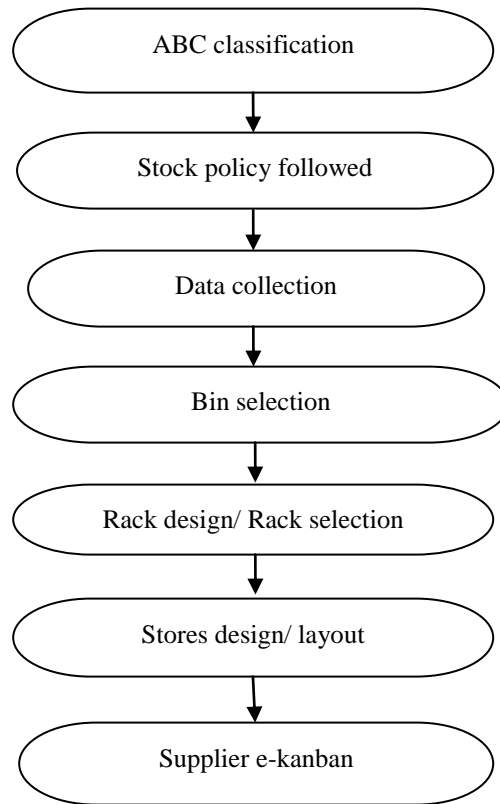 ABC classification
Stock policy followed
Data collection
Bin selection
Rack design/ Rack selection
Stores design/ layout
Supplier e-kanban